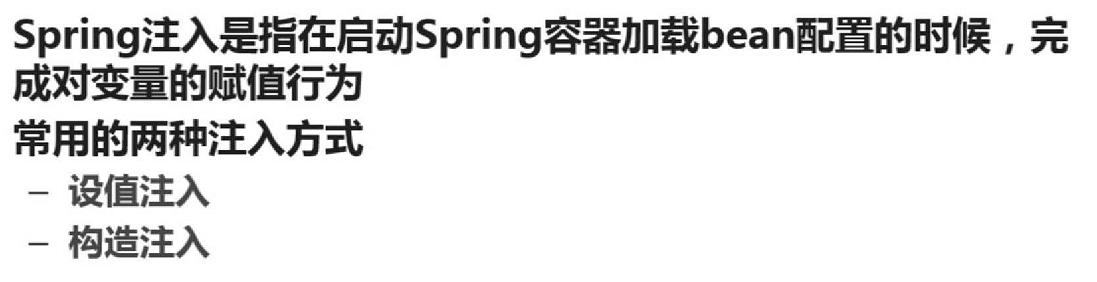 Spring注入是指在启动Spring容器加载bean配置的时候，完
成对变量的赋值行为
常用的两种注入方式
– 设值注入
– 构造注入